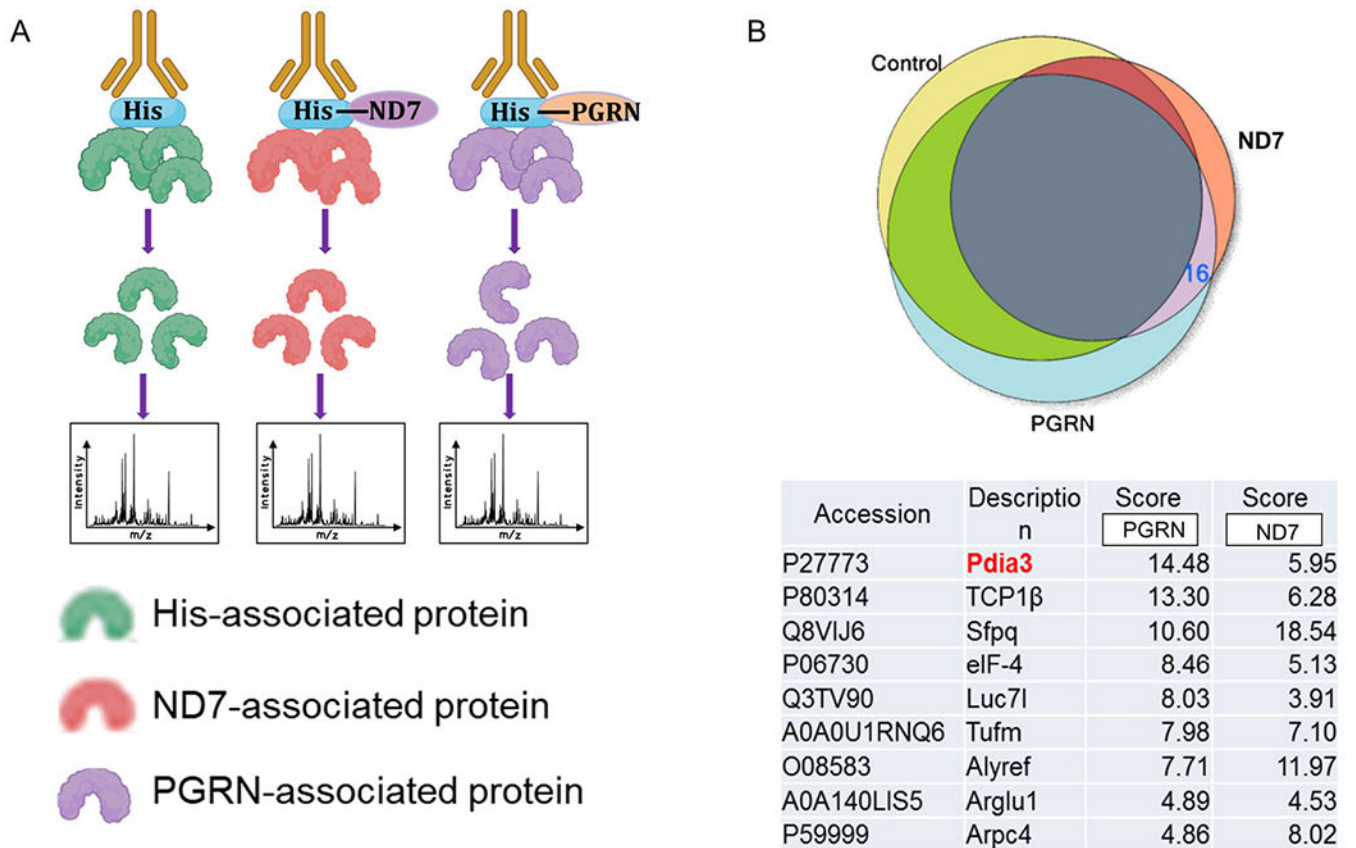 A
His
His
ND7
His
PGRN
Intensity
m/z
Intensity
m/z
Intensity
m/z
His-associated protein
ND7-associated protein
PGRN-associated protein
B
Control
ND7
16
PGRN
Accession Descriptio Score Score
n PGRN ND7
P27773 Pdia3 14.48 5.95
P80314 TCP1β 13.30 6.28
Q8VIJ6 Sfpq 10.60 18.54
P06730 eIF-4 8.46 5.13
Q3TV90 Luc7l 8.03 3.91
A0A0U1RNQ6 Tufm 7.98 7.10
O08583 Alyref 7.71 11.97
A0A140LIS5 Arglu1 4.89 4.53
P59999 Arpc4 4.86 8.02